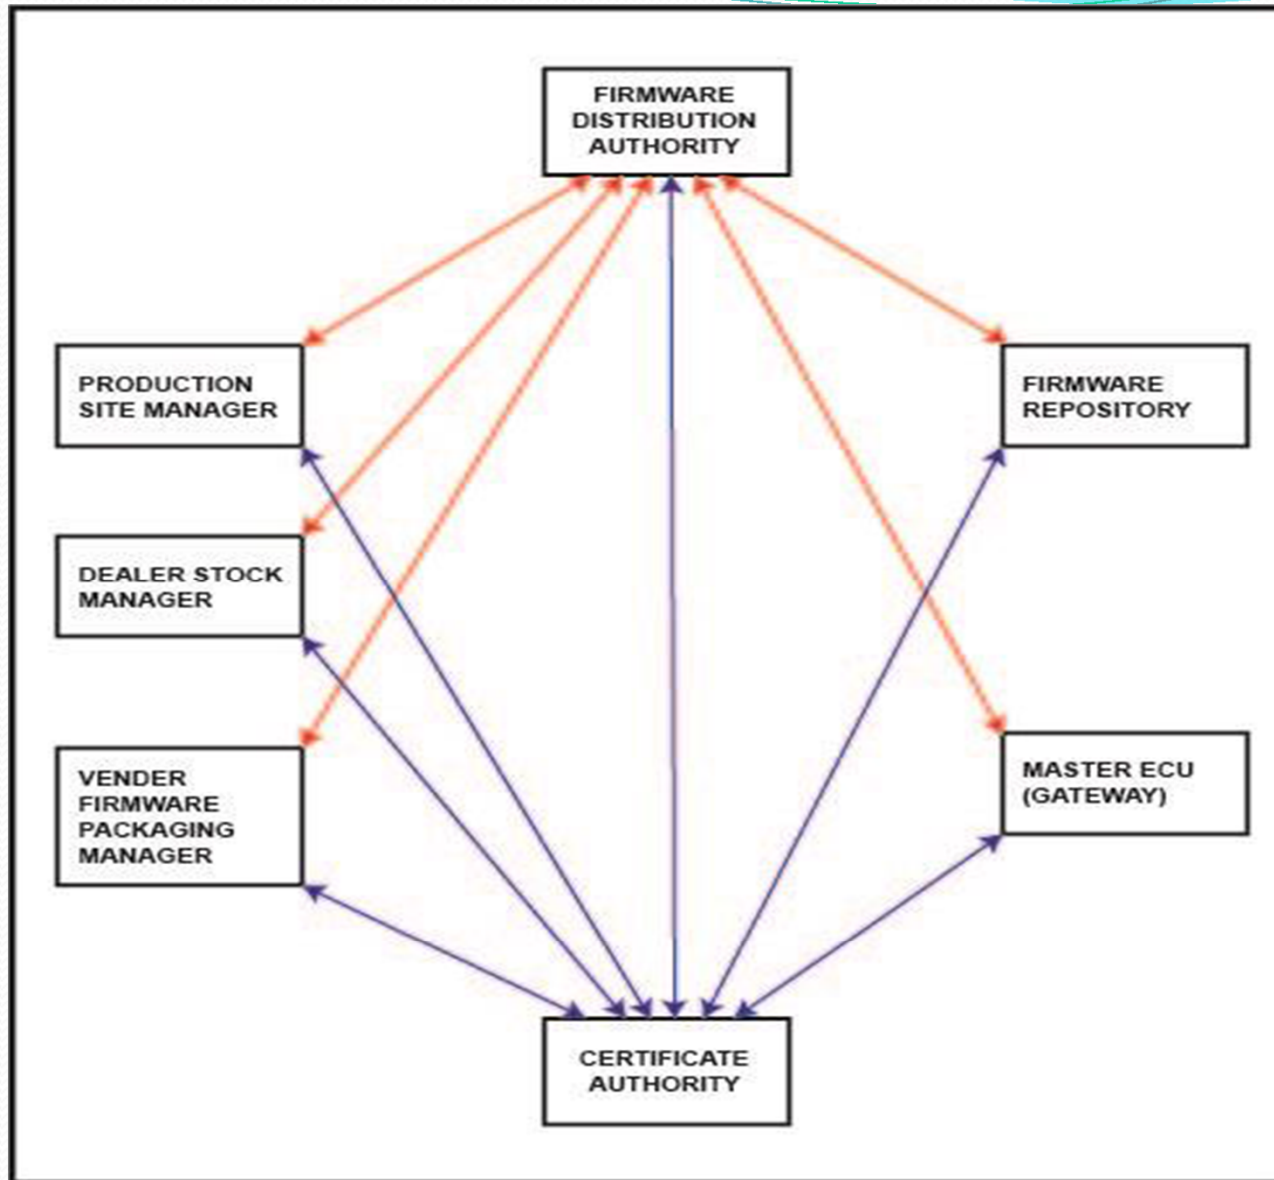 FIRMWARE
DISTRIBUTION
AUTHORITY
PRODUCTION
SITE MANAGER
FIRMWARE
REPOSITORY
DEALER STOCK
MANAGER
VENDER
FIRMWARE
PACKAGING
MANAGER
MASTER ECU
(GATEWAY)
CERTIFICATE
AUTHORITY